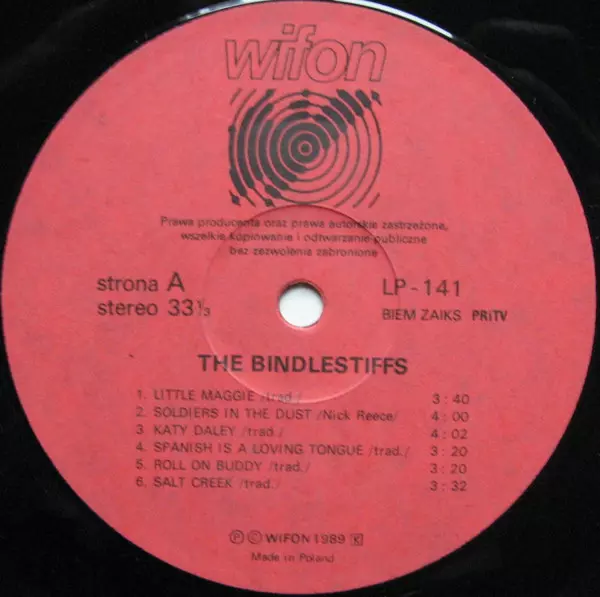 wifon
Prawa producenta oraz prawa autorskie zastrzeżone,
wszelkie kopiowanie i odtwarzanie publiczne
bez zezwolenia zabronione
strona A
stereo 33⅓
LP-141
BIEM ZAIKS PRiTV
THE BINDLESTIFFS
1. LITTLE MAGGIE /trad./ 3:40
2. SOLDIERS IN THE DUST /Nick Reece/ 4:00
3. KATY DALEY /trad./ 4:02
4. SPANISH IS A LOVING TONGUE /trad./ 3:20
5. ROLL ON BUDDY /trad./ 3:20
6. SALT CREEK /trad./ 3:32
Ⓟ Ⓒ WIFON 1989 K
Made in Poland